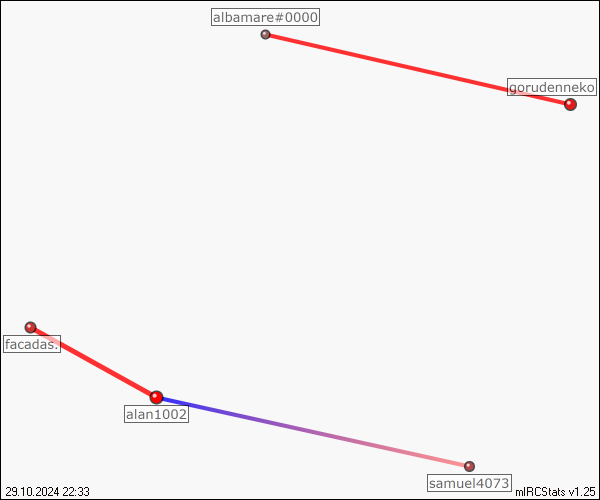 albamare#0000
gorudenneko
facadas.
alan1002
samuel4073
29.10.2024 22:33
mIRCStats v1.25